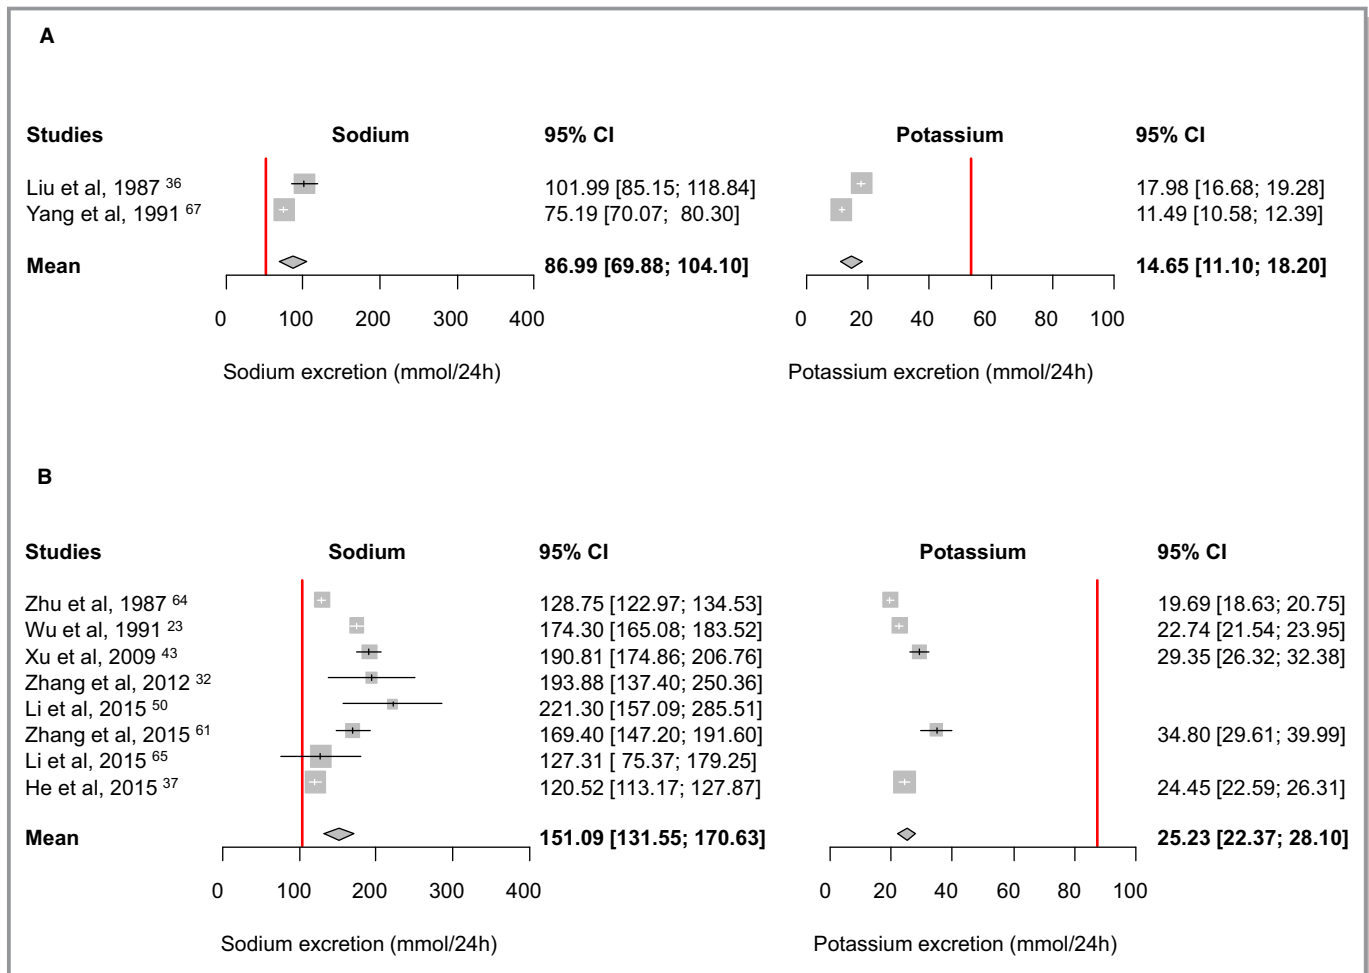 A
Studies Sodium 95% CI Potassium 95% CI
Liu et al, 1987 36 101.99 [85.15; 118.84] 17.98 [16.68; 19.28]
Yang et al, 1991 67 75.19 [70.07; 80.30] 11.49 [10.58; 12.39]
Mean 86.99 [69.88; 104.10] 14.65 [11.10; 18.20]
0 100 200 300 400 0 20 40 60 80 100
Sodium excretion (mmol/24h) Potassium excretion (mmol/24h)
B
Studies Sodium 95% CI Potassium 95% CI
Zhu et al, 1987 64 128.75 [122.97; 134.53] 19.69 [18.63; 20.75]
Wu et al, 1991 23 174.30 [165.08; 183.52] 22.74 [21.54; 23.95]
Xu et al, 2009 43 190.81 [174.86; 206.76] 29.35 [26.32; 32.38]
Zhang et al, 2012 32 193.88 [137.40; 250.36]
Li et al, 2015 50 221.30 [157.09; 285.51]
Zhang et al, 2015 61 169.40 [147.20; 191.60] 34.80 [29.61; 39.99]
Li et al, 2015 65 127.31 [ 75.37; 179.25]
He et al, 2015 37 120.52 [113.17; 127.87] 24.45 [22.59; 26.31]
Mean 151.09 [131.55; 170.63] 25.23 [22.37; 28.10]
0 100 200 300 400 0 20 40 60 80 100
Sodium excretion (mmol/24h) Potassium excretion (mmol/24h)